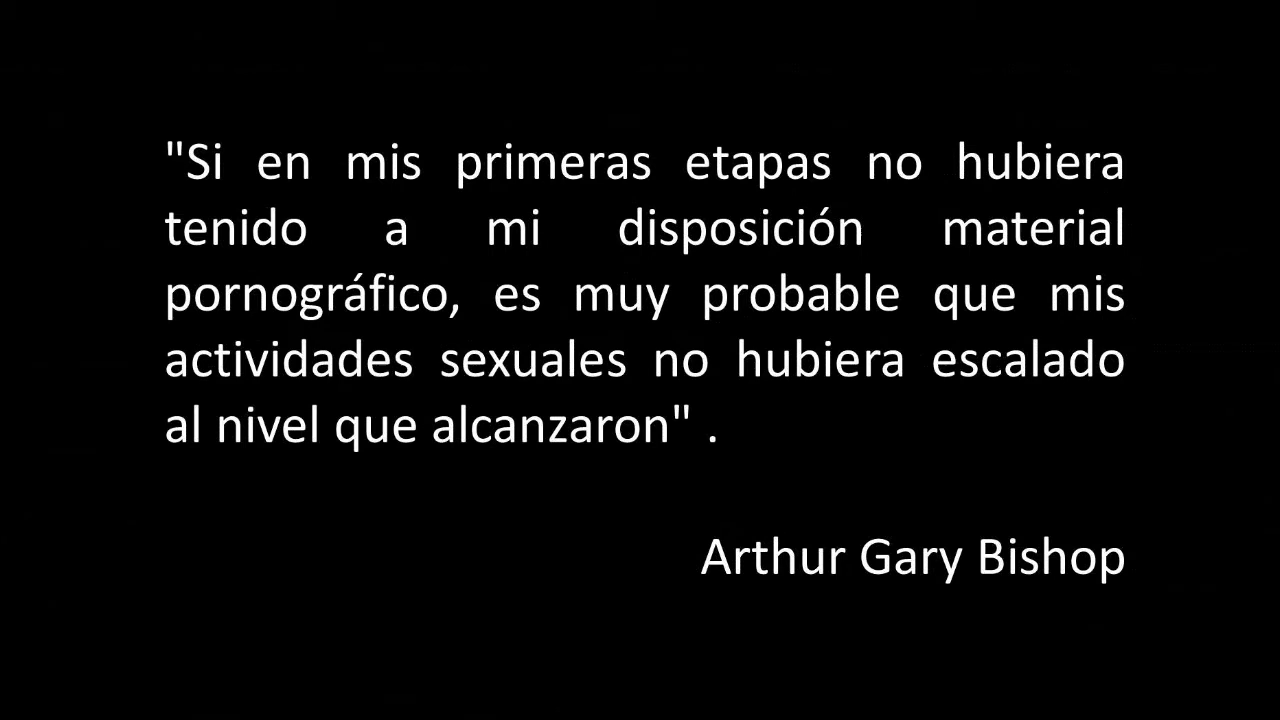 "Si en mis primeras etapas no hubiera
tenido a mi disposición material
pornográfico, es muy probable que mis
actividades sexuales no hubiera escalado
al nivel que alcanzaron" .
Arthur Gary Bishop